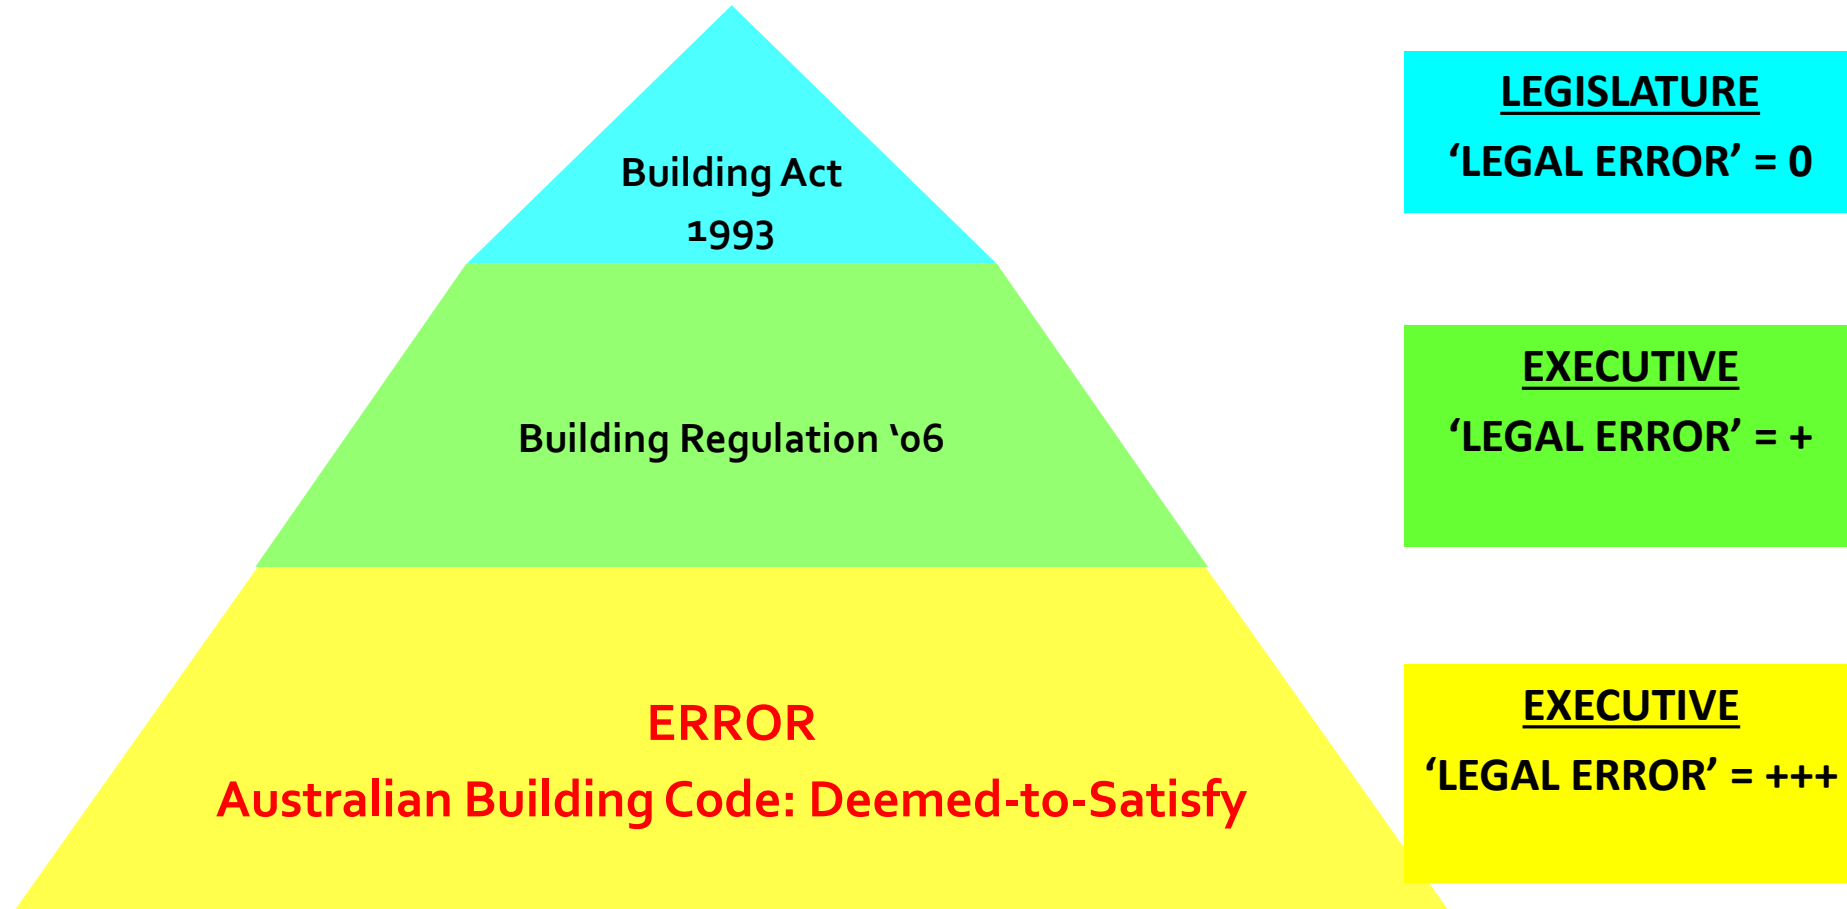 Building Act
1993
Building Regulation ‘06
ERROR
Australian Building Code: Deemed-to-Satisfy
LEGISLATURE
‘LEGAL ERROR’ = 0
EXECUTIVE
‘LEGAL ERROR’ = +
EXECUTIVE
‘LEGAL ERROR’ = +++